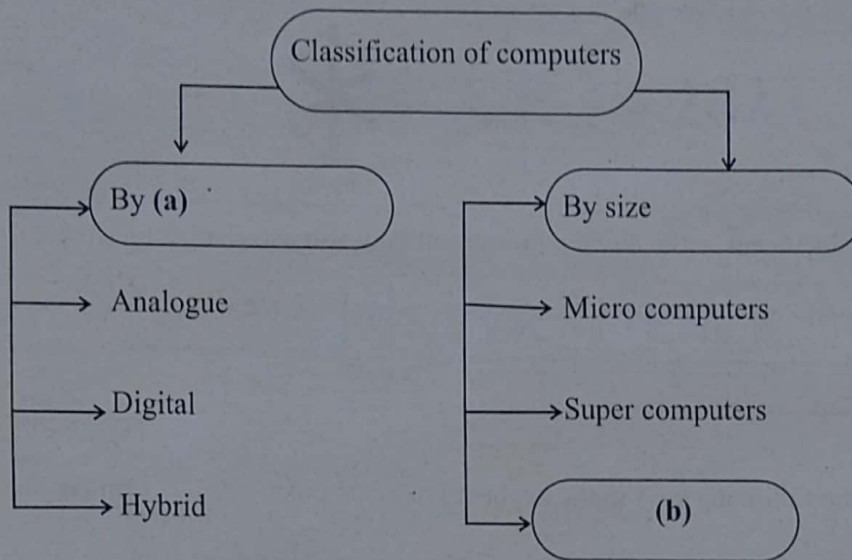 Classification of computers
By (a)
By size
Analogue
Micro computers
Digital
Super computers
Hybrid
(b)